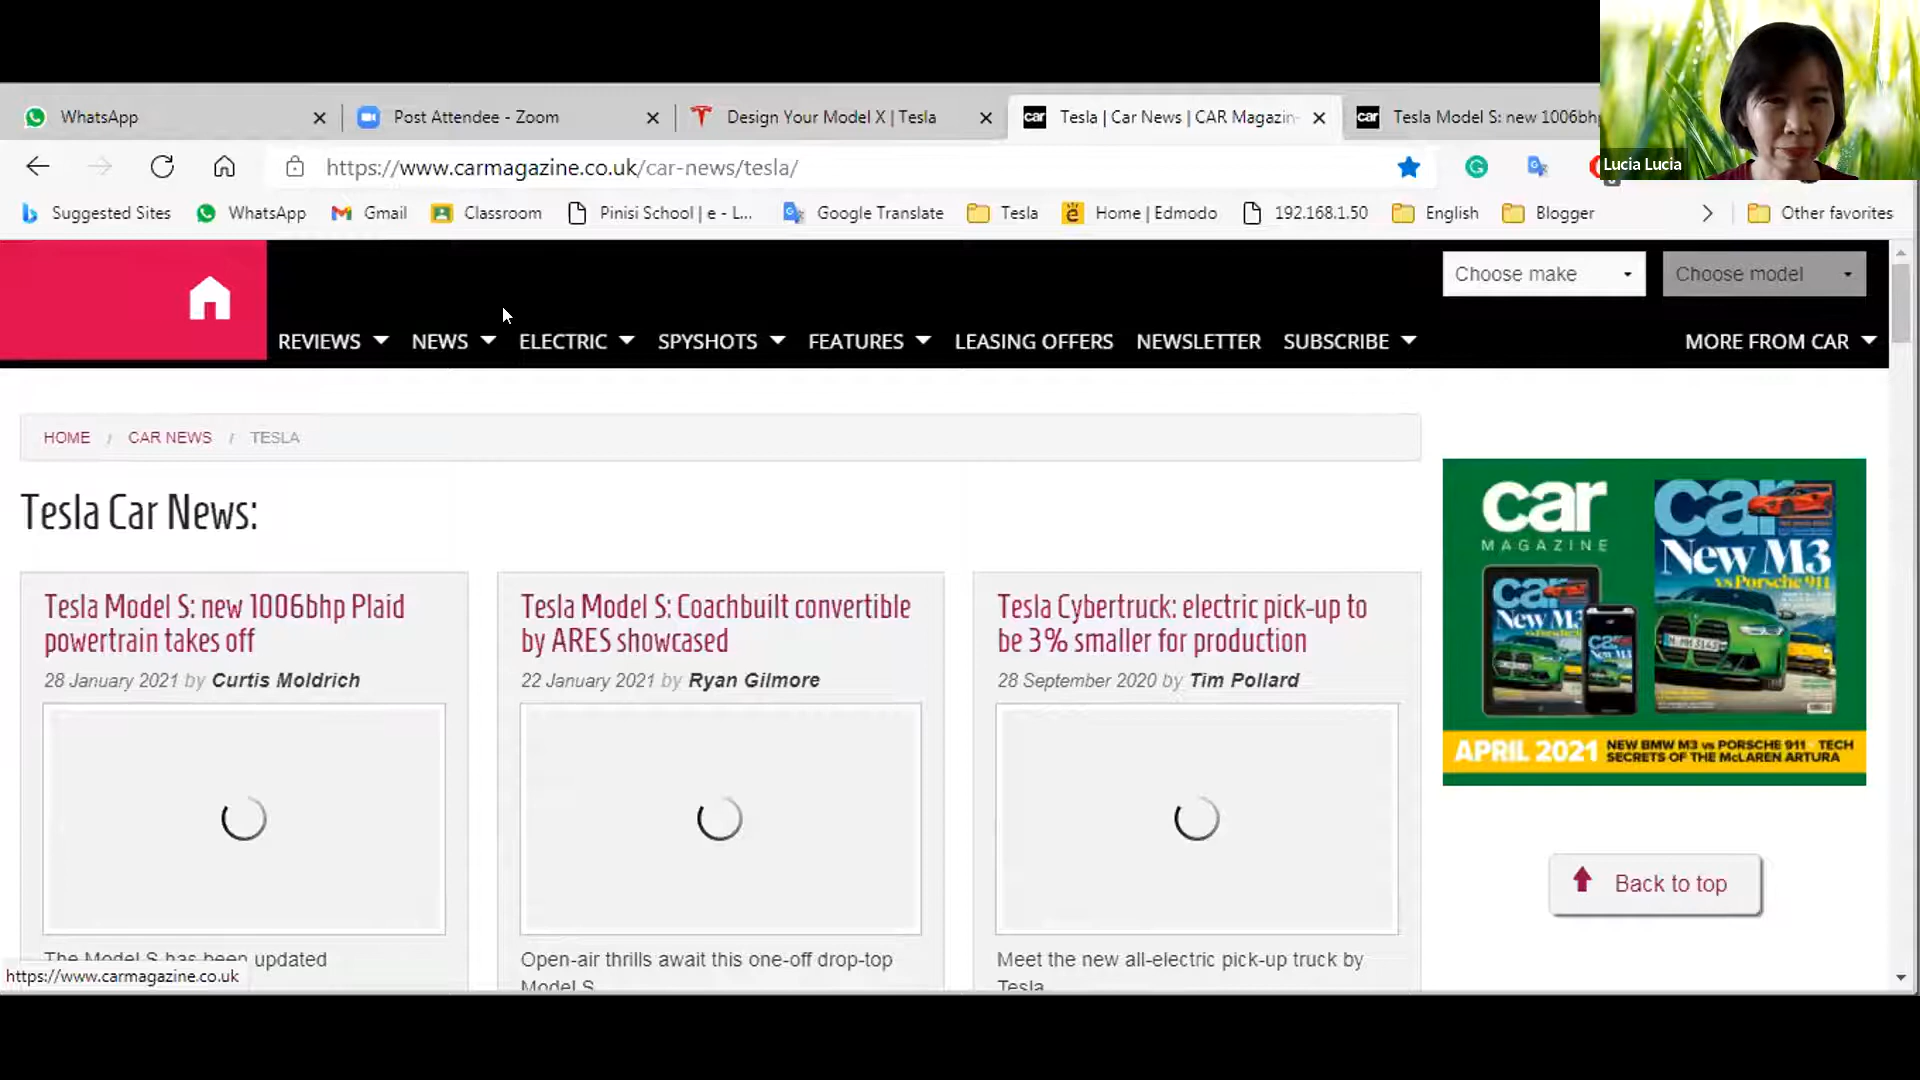 WhatsApp
Post Attendee - Zoom
Design Your Model X | Tesla
Tesla | Car News | CAR Magazin
Tesla Model S: new 1006bh
Lucia Lucia
https://www.carmagazine.co.uk/car-news/tesla/
Suggested Sites
WhatsApp
Gmail
Classroom
Pinisi School | e - L...
Google Translate
Tesla
Home | Edmodo
192.168.1.50
English
Blogger
Other favorites
Choose make
Choose model
REVIEWS
NEWS
ELECTRIC
SPYSHOTS
FEATURES
LEASING OFFERS
NEWSLETTER
SUBSCRIBE
MORE FROM CAR
HOME / CAR NEWS / TESLA
Tesla Car News:
Tesla Model S: new 1006bhp Plaid
powertrain takes off
28 January 2021 by Curtis Moldrich
The Model S has been updated
Tesla Model S: Coachbuilt convertible
by ARES showcased
22 January 2021 by Ryan Gilmore
Open-air thrills await this one-off drop-top
Model S
Tesla Cybertruck: electric pick-up to
be 3% smaller for production
28 September 2020 by Tim Pollard
Meet the new all-electric pick-up truck by
Tesla
car
MAGAZINE
car
New M3
vs Porsche 911
APRIL 2021
NEW BMW M3 vs PORSCHE 911 - TECH
SECRETS OF THE McLAREN ARTURA
Back to top
https://www.carmagazine.co.uk